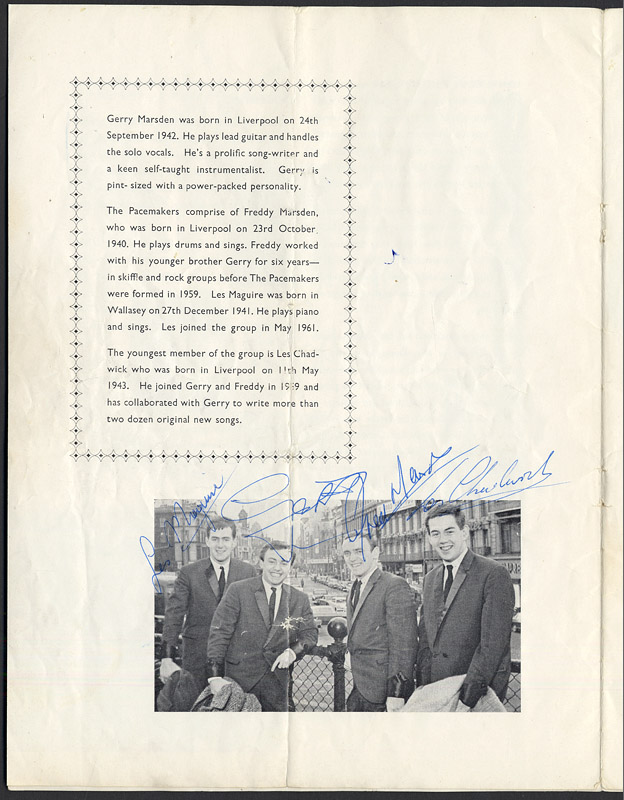 Gerry Marsden was born in Liverpool on 24th
September 1942. He plays lead guitar and handles
the solo vocals. He's a prolific song-writer and
a keen self-taught instrumentalist. Gerry is
pint- sized with a power-packed personality.
The Pacemakers comprise of Freddy Marsden,
who was born in Liverpool on 23rd October
1940. He plays drums and sings. Freddy worked
with his younger brother Gerry for six years—
in skiffle and rock groups before The Pacemakers
were formed in 1959. Les Maguire was born in
Wallasey on 27th December 1941. He plays piano
and sings. Les joined the group in May 1961.
The youngest member of the group is Les Chad-
wick who was born in Liverpool on 11th May
1943. He joined Gerry and Freddy in 1959 and
has collaborated with Gerry to write more than
two dozen original new songs.
Les Maguire
Les Chadwick